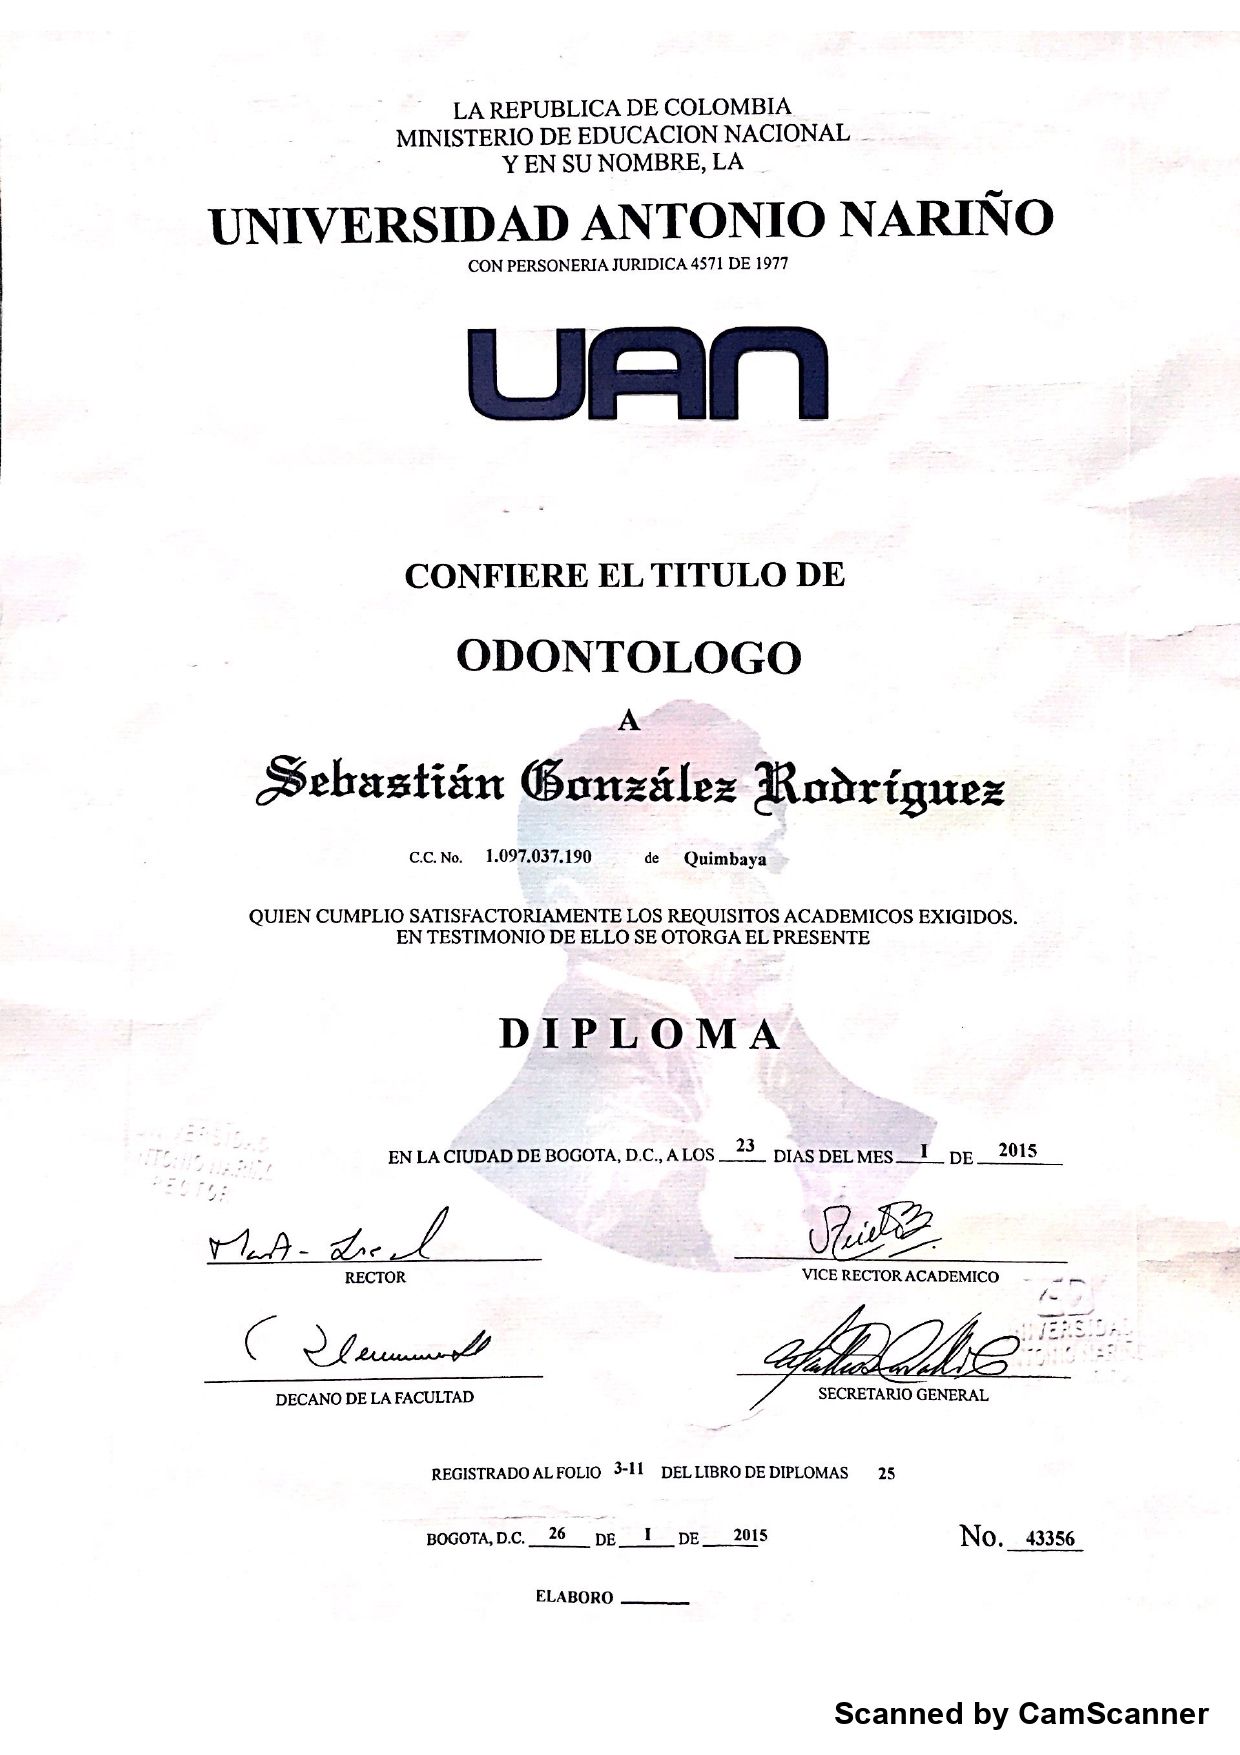 LA REPUBLICA DE COLOMBIA
MINISTERIO DE EDUCACION NACIONAL
Y EN SU NOMBRE, LA
UNIVERSIDAD ANTONIO NARIÑO
CON PERSONERIA JURIDICA 4571 DE 1977
UAN
CONFIERE EL TITULO DE
ODONTOLOGO
A
Sebastián González Rodríguez
C.C. No. 1.097.037.190 de Quimbaya
QUIEN CUMPLIO SATISFACTORIAMENTE LOS REQUISITOS ACADEMICOS EXIGIDOS.
EN TESTIMONIO DE ELLO SE OTORGA EL PRESENTE
DIPLOMA
EN LA CIUDAD DE BOGOTA, D.C., A LOS 23 DIAS DEL MES I DE 2015
RECTOR
RECTOR VICE RECTOR ACADEMICO
DECANO DE LA FACULTAD SECRETARIO GENERAL
REGISTRADO AL FOLIO 3-11 DEL LIBRO DE DIPLOMAS 25
BOGOTA, D.C. 26 DE I DE 2015 No. 43356
ELABORO
Scanned by CamScanner